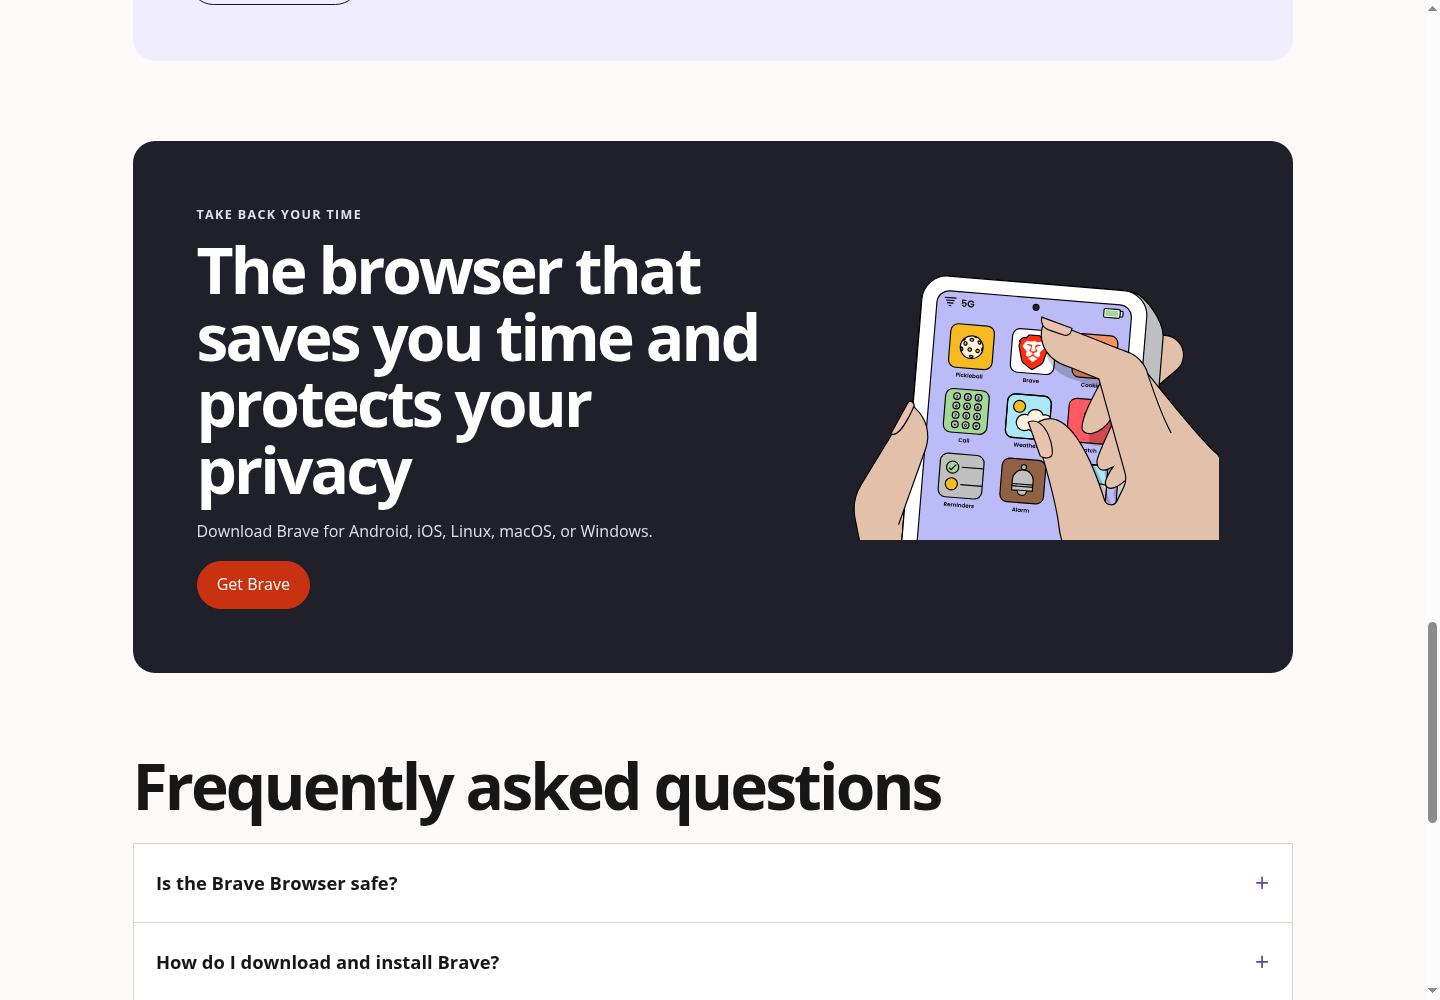 TAKE BACK YOUR TIME
The browser that
saves you time and
protects your
privacy
Download Brave for Android, iOS, Linux, macOS, or Windows.
Get Brave
5G
Pickleball
Brave
Call
Reminders
Alarm
Frequently asked questions
Is the Brave Browser safe?
+
How do I download and install Brave?
+